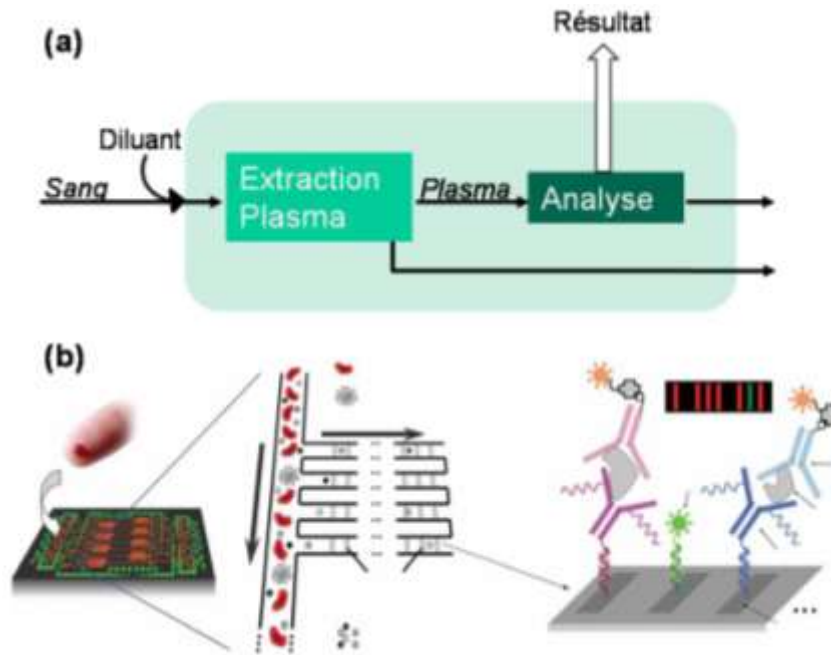 (a)
Résultat
Diluant
Sang
Extraction
Plasma
Plasma
Analyse
(b)